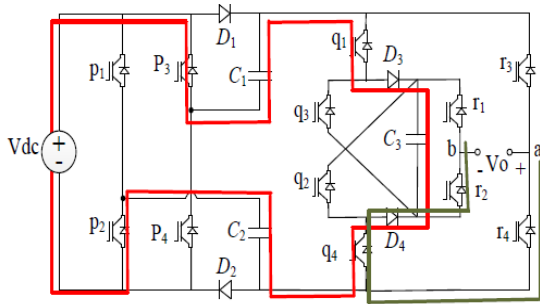 D1
q1
r3
p1
P3
C1
D3
q3
r1
C3
Vdc
+
-
b
- Vo +
a
q2
r2
p2
P4
C2
q4
D4
r4
D2